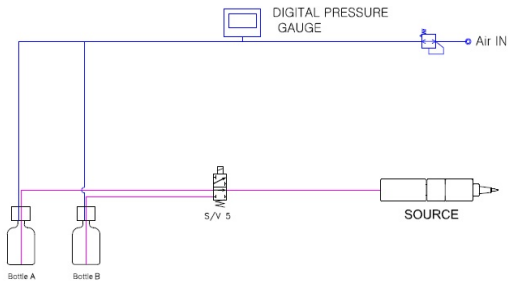 DIGITAL PRESSURE
GAUGE
Air IN
S/V 5
SOURCE
Bottle A
Bottle B